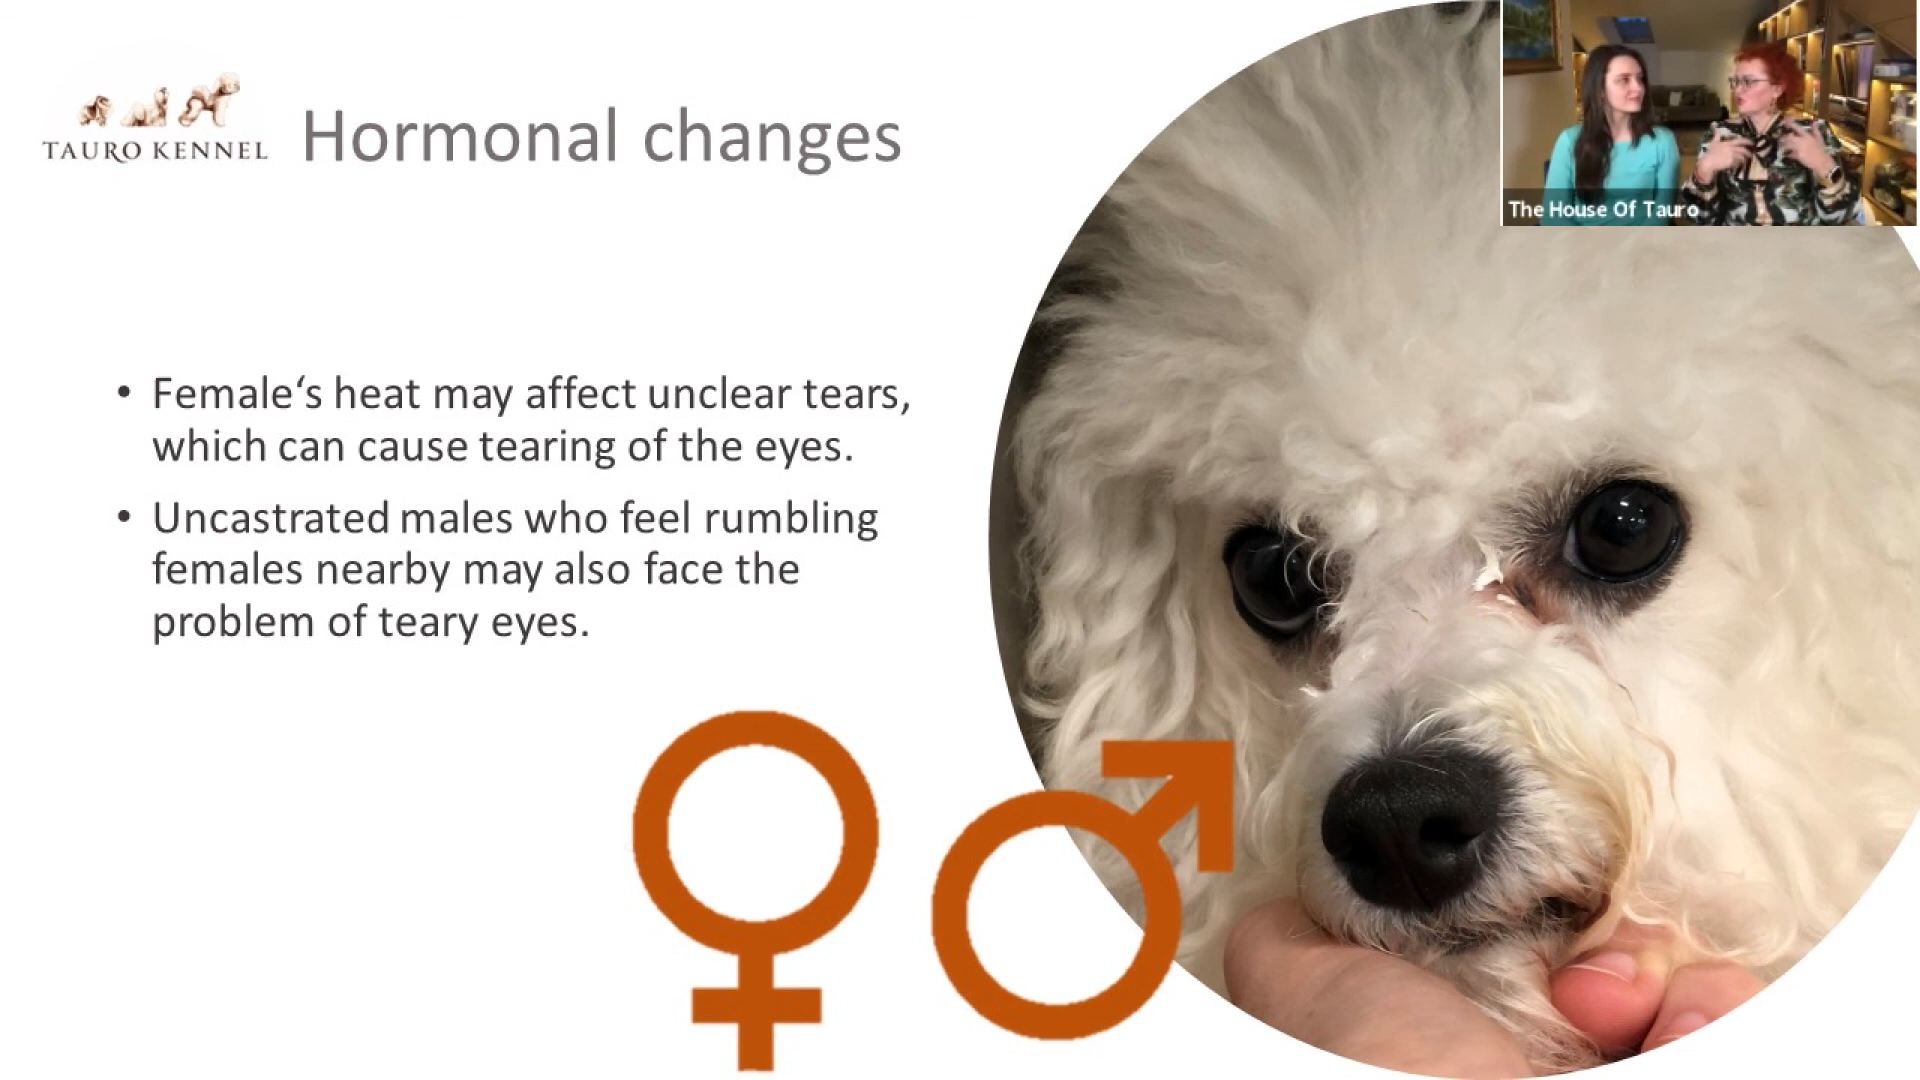 TAURO KENNEL
Hormonal changes
The House Of Tauro
• Female‘s heat may affect unclear tears,
which can cause tearing of the eyes.
• Uncastrated males who feel rumbling
females nearby may also face the
problem of teary eyes.